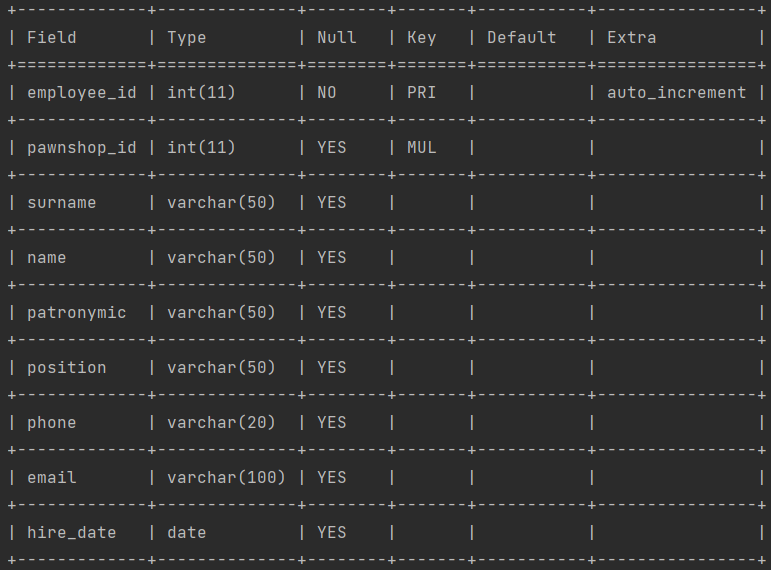 +-------------+--------------+--------+-------+-----------+----------------+
| Field       | Type         | Null   | Key   | Default   | Extra          |
+=============+==============+========+=======+===========+================+
| employee_id | int(11)      | NO     | PRI   |           | auto_increment |
+-------------+--------------+--------+-------+-----------+----------------+
| pawnshop_id | int(11)      | YES    | MUL   |           |                |
+-------------+--------------+--------+-------+-----------+----------------+
| surname     | varchar(50)  | YES    |       |           |                |
+-------------+--------------+--------+-------+-----------+----------------+
| name        | varchar(50)  | YES    |       |           |                |
+-------------+--------------+--------+-------+-----------+----------------+
| patronymic  | varchar(50)  | YES    |       |           |                |
+-------------+--------------+--------+-------+-----------+----------------+
| position    | varchar(50)  | YES    |       |           |                |
+-------------+--------------+--------+-------+-----------+----------------+
| phone       | varchar(20)  | YES    |       |           |                |
+-------------+--------------+--------+-------+-----------+----------------+
| email       | varchar(100) | YES    |       |           |                |
+-------------+--------------+--------+-------+-----------+----------------+
| hire_date   | date         | YES    |       |           |                |
+-------------+--------------+--------+-------+-----------+----------------+